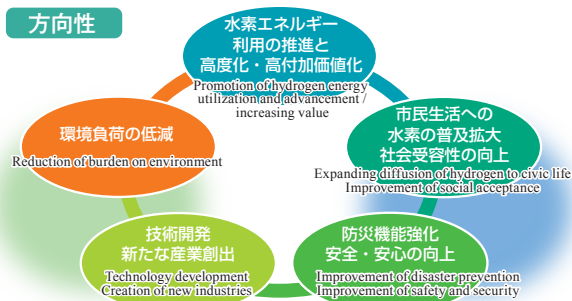 方向性
水素エネルギー
利用の推進と
高度化・高付加価値化
Promotion of hydrogen energy
utilization and advancement /
increasing value
市民生活への
水素の普及拡大
社会受容性の向上
Expanding diffusion of hydrogen to civic life
Improvement of social acceptance
防災機能強化
安全・安心の向上
Improvement of disaster prevention
Improvement of safety and security
技術開発
新たな産業創出
Technology development
Creation of new industries
環境負荷の低減
Reduction of burden on environment